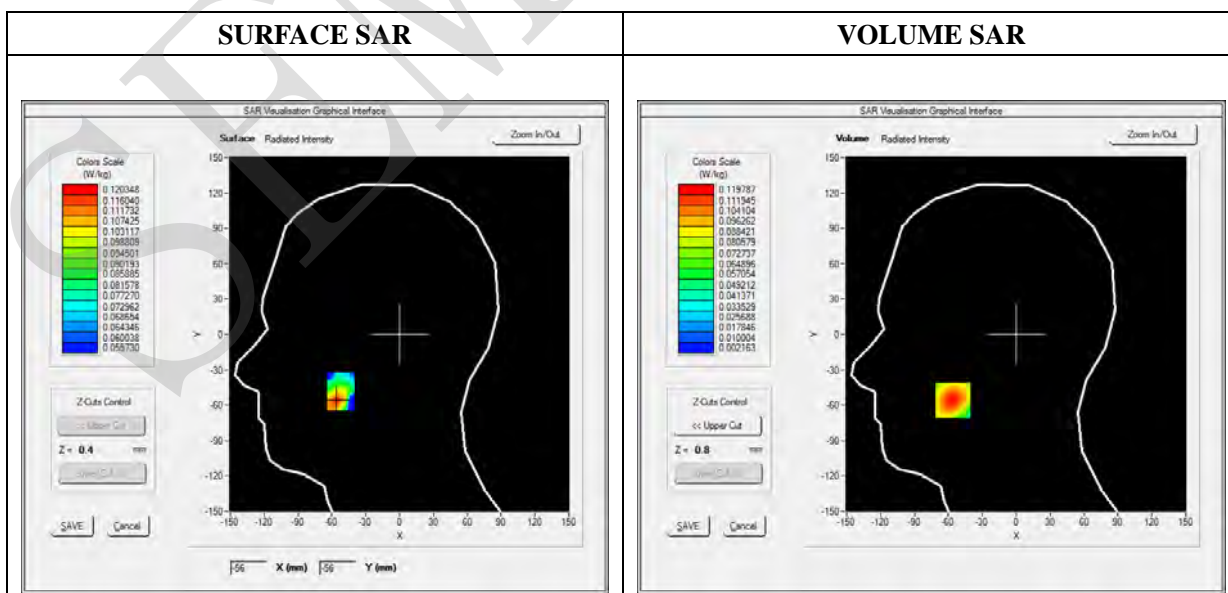 SURFACE SAR
VOLUME SAR
SAR Visualisation Graphical Interface
Surface Radiated Intensity
Zoom In/Out
Colors Scale
(W/kg)
0.120348
0.116040
0.111732
0.107425
0.103117
0.098809
0.094501
0.090193
0.085885
0.081578
0.077270
0.072962
0.068654
0.064346
0.060038
0.055730
Z-Cuts Control
<< Upper Cut
Z = 0.4 mm
SAVE
Cancel
150
120
90
60
30
0
-30
-60
-90
-120
-150
Y
-150 -120 -90 -60 -30 0 30 60 90 120 150
X
-56 X (mm) -56 Y (mm)
SAR Visualisation Graphical Interface
Volume Radiated Intensity
Zoom In/Out
Colors Scale
(W/kg)
0.119787
0.111945
0.104104
0.096262
0.088421
0.080579
0.072737
0.064896
0.057054
0.049212
0.041371
0.033529
0.025688
0.017846
0.010004
0.002163
Z-Cuts Control
<< Upper Cut
Z = 0.8 mm
SAVE
Cancel
150
120
90
60
30
0
-30
-60
-90
-120
-150
Y
-150 -120 -90 -60 -30 0 30 60 90 120 150
X